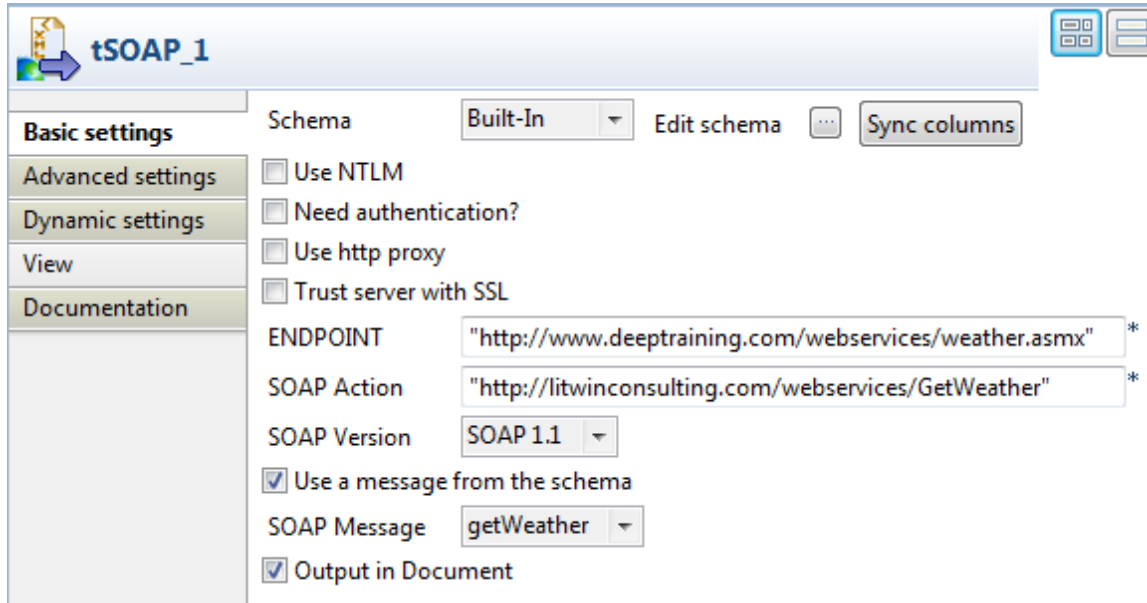 tSOAP_1
Basic settings
Advanced settings
Dynamic settings
View
Documentation
Schema Built-In Edit schema ... Sync columns
Use NTLM
Need authentication?
Use http proxy
Trust server with SSL
ENDPOINT "http://www.deeptraining.com/webservices/weather.asmx" *
SOAP Action "http://litwinconsulting.com/webservices/GetWeather" *
SOAP Version SOAP 1.1
Use a message from the schema
SOAP Message getWeather
Output in Document